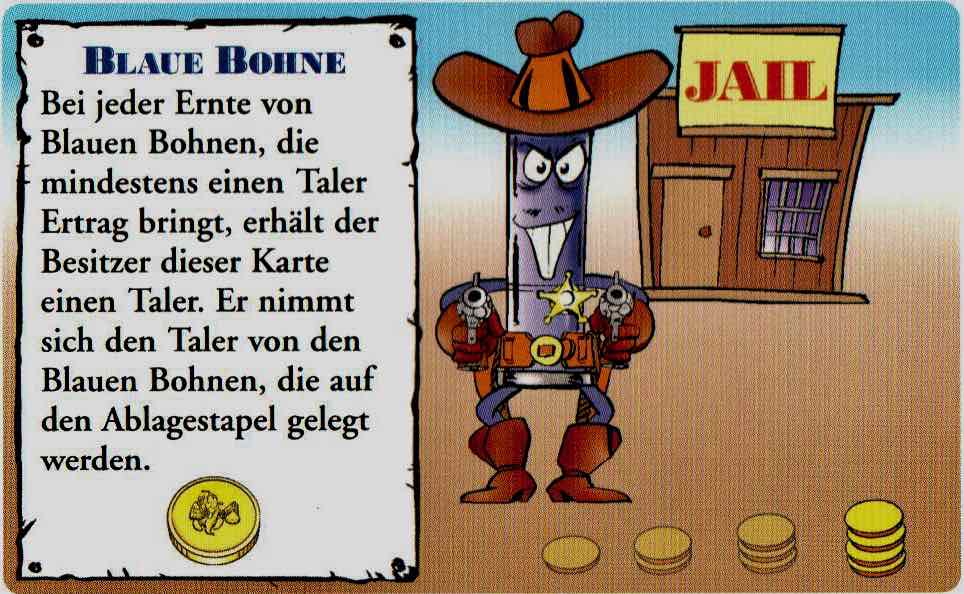 BLAUE BOHNE
Bei jeder Ernte von
Blauen Bohnen, die
mindestens einen Taler
Ertrag bringt, erhält der
Besitzer dieser Karte
einen Taler. Er nimmt
sich den Taler von den
Blauen Bohnen, die auf
den Ablagestapel gelegt
werden.
JAIL